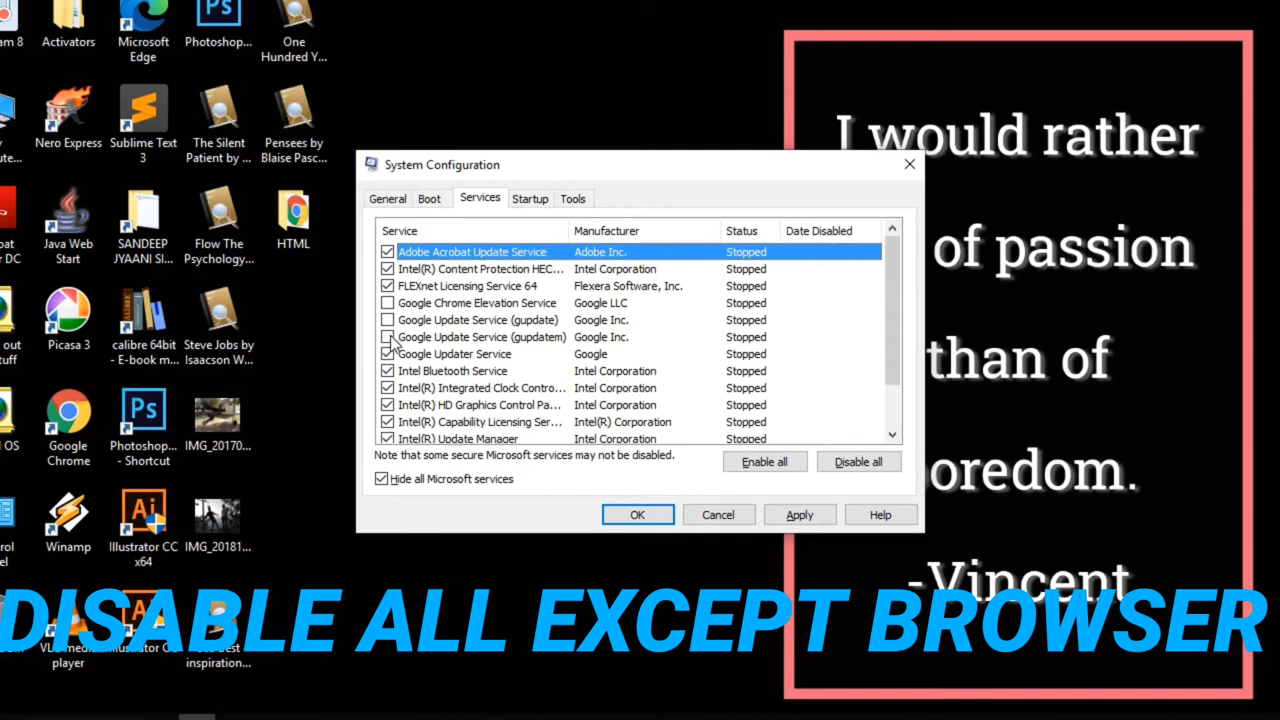 am 8
Activators
Microsoft
Edge
Photoshop...
One
Hundred Y...
Nero Express
Sublime Text
3
The Silent
Patient by ...
Pensees by
Blaise Pasc...
DC
Java Web
Start
SANDEEP
JYAANI SI...
Flow The
Psychology...
HTML
out
Picasa 3
calibre 64bit
- E-book m...
Steve Jobs by
Isaacson W...
OS
Google
Chrome
Photoshop...
- Shortcut
IMG_20170...
Winamp
Illustrator CC
x64
IMG_20181...
player
inspiration...
System Configuration
General
Boot
Services
Startup
Tools
Service Manufacturer Status Date Disabled
Adobe Acrobat Update Service Adobe Inc. Stopped
Intel(R) Content Protection HEC... Intel Corporation Stopped
FLEXnet Licensing Service 64 Flexera Software, Inc. Stopped
Google Chrome Elevation Service Google LLC Stopped
Google Update Service (gupdate) Google Inc. Stopped
Google Update Service (gupdatem) Google Inc. Stopped
Google Updater Service Google Stopped
Intel Bluetooth Service Intel Corporation Stopped
Intel(R) Integrated Clock Contro... Intel Corporation Stopped
Intel(R) HD Graphics Control Pa... Intel Corporation Stopped
Intel(R) Capability Licensing Ser... Intel(R) Corporation Stopped
Intel(R) Update Manager Intel Corporation Stopped
Note that some secure Microsoft services may not be disabled.
Enable all
Disable all
Hide all Microsoft services
OK
Cancel
Apply
Help
I would rather
of passion
than of
oredom.
-Vincent
DISABLE ALL EXCEPT BROWSER